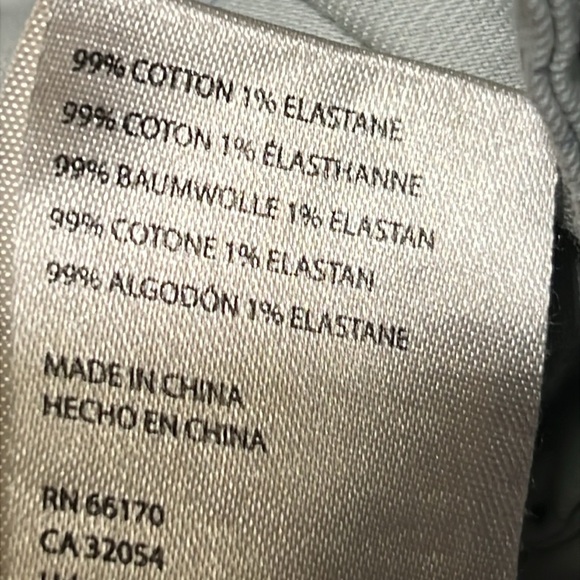 99% COTTON 1% ELASTANE
99% COTON 1% ÉLASTHANNE
99% BAUMWOLLE 1% ELASTAN
99% COTONE 1% ELASTAN
99% ALGODÓN 1% ELASTANE
MADE IN CHINA
HECHO EN CHINA
RN 66170
CA 32054